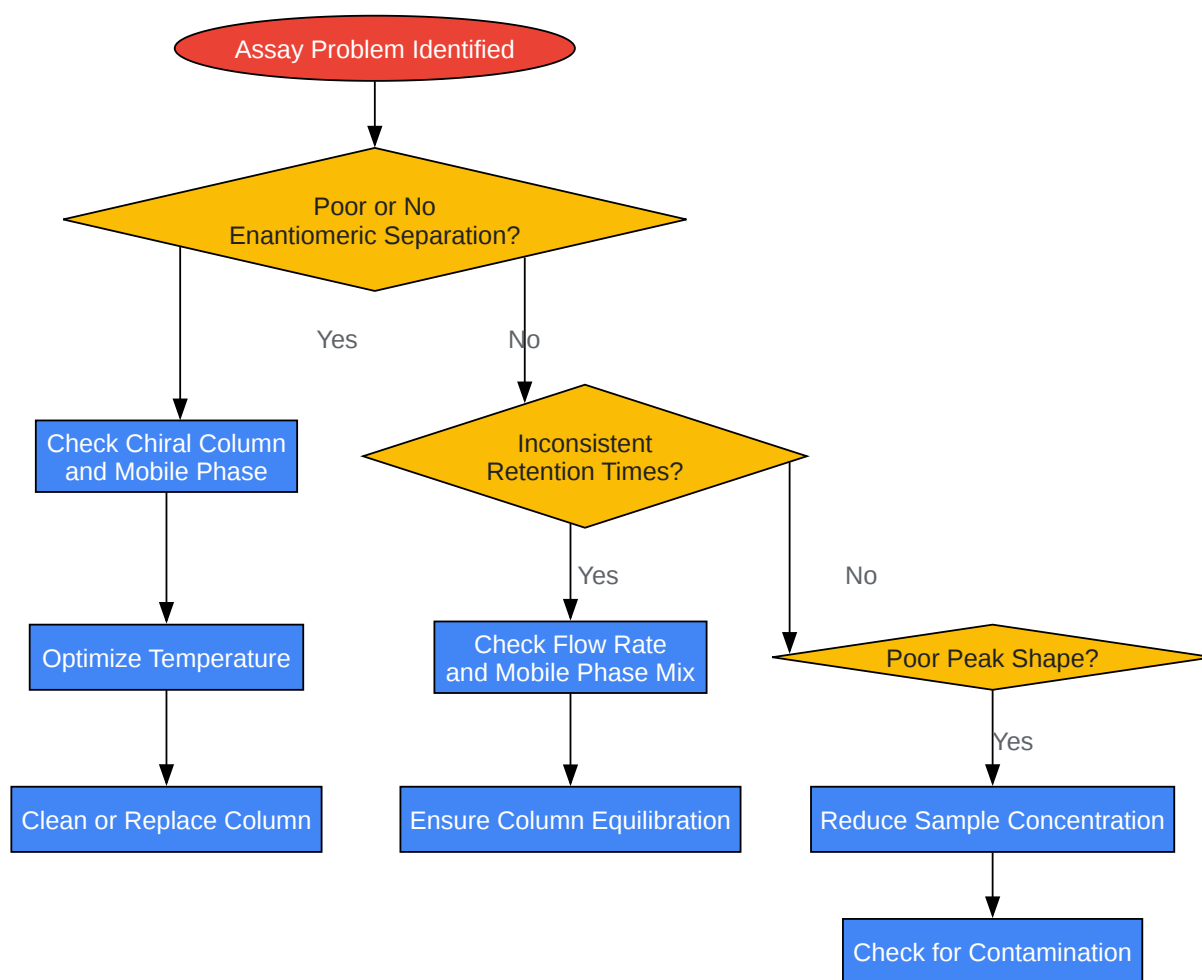 Assay Problem Identified
Poor or No
Enantiomeric Separation?
Yes
No
Check Chiral Column
and Mobile Phase
Inconsistent
Retention Times?
Yes
No
Optimize Temperature
Check Flow Rate
and Mobile Phase Mix
Poor Peak Shape?
Yes
Clean or Replace Column
Ensure Column Equilibration
Reduce Sample Concentration
Check for Contamination